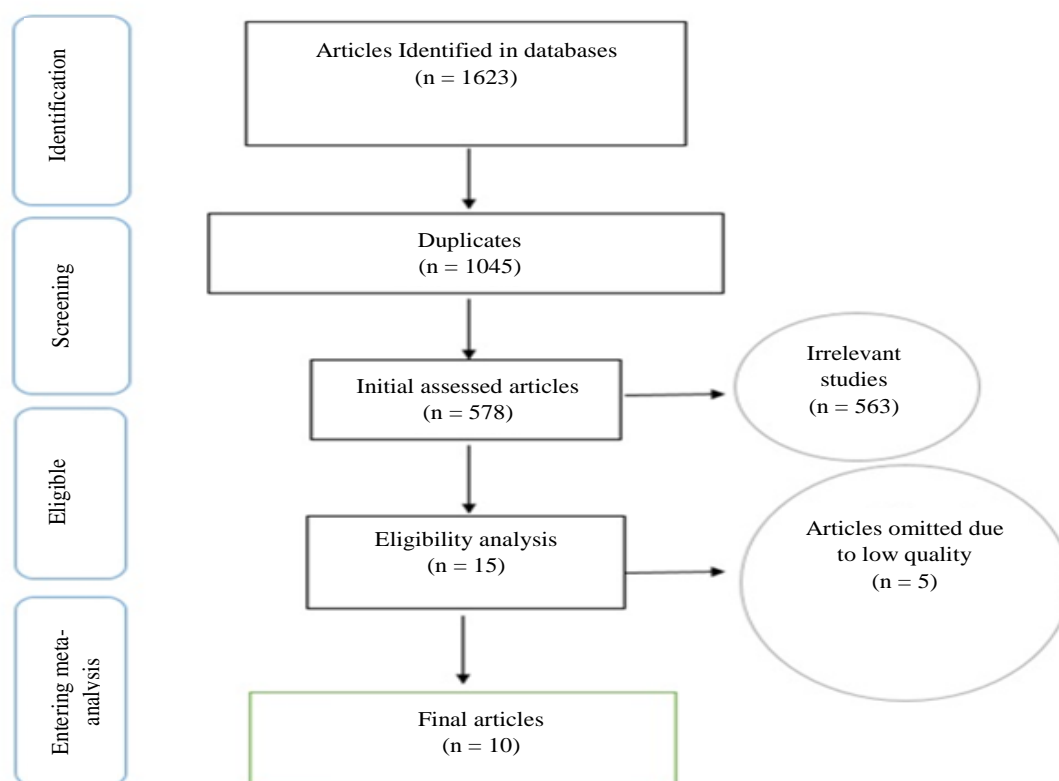 Identification
Articles Identified in databases
(n = 1623)
Screening
Duplicates
(n = 1045)
Initial assessed articles
(n = 578)
Irrelevant
studies
(n = 563)
Eligible
Eligibility analysis
(n = 15)
Articles omitted due
to low quality
(n = 5)
Entering meta-
analysis
Final articles
(n = 10)